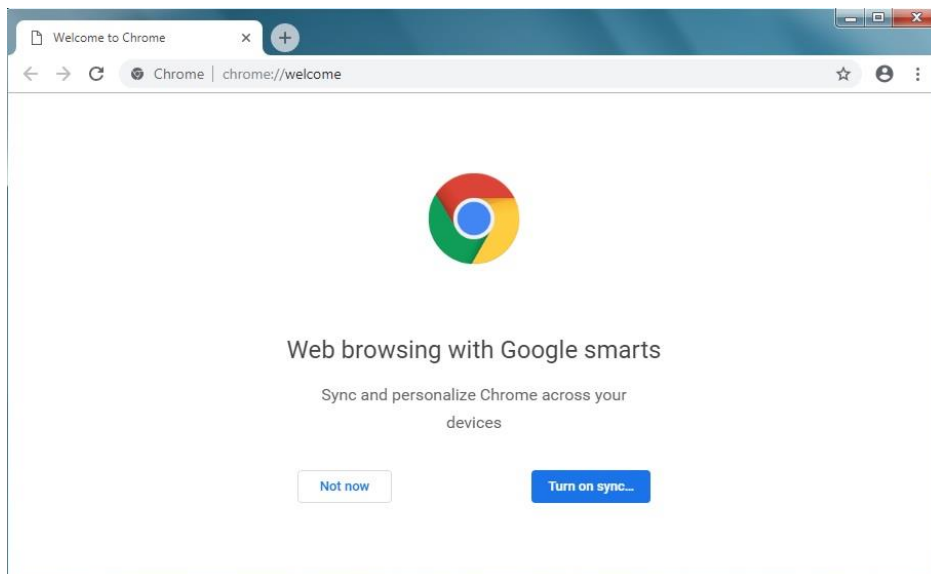 Welcome to Chrome
Chrome | chrome://welcome
Web browsing with Google smarts
Sync and personalize Chrome across your
devices
Not now
Turn on sync...